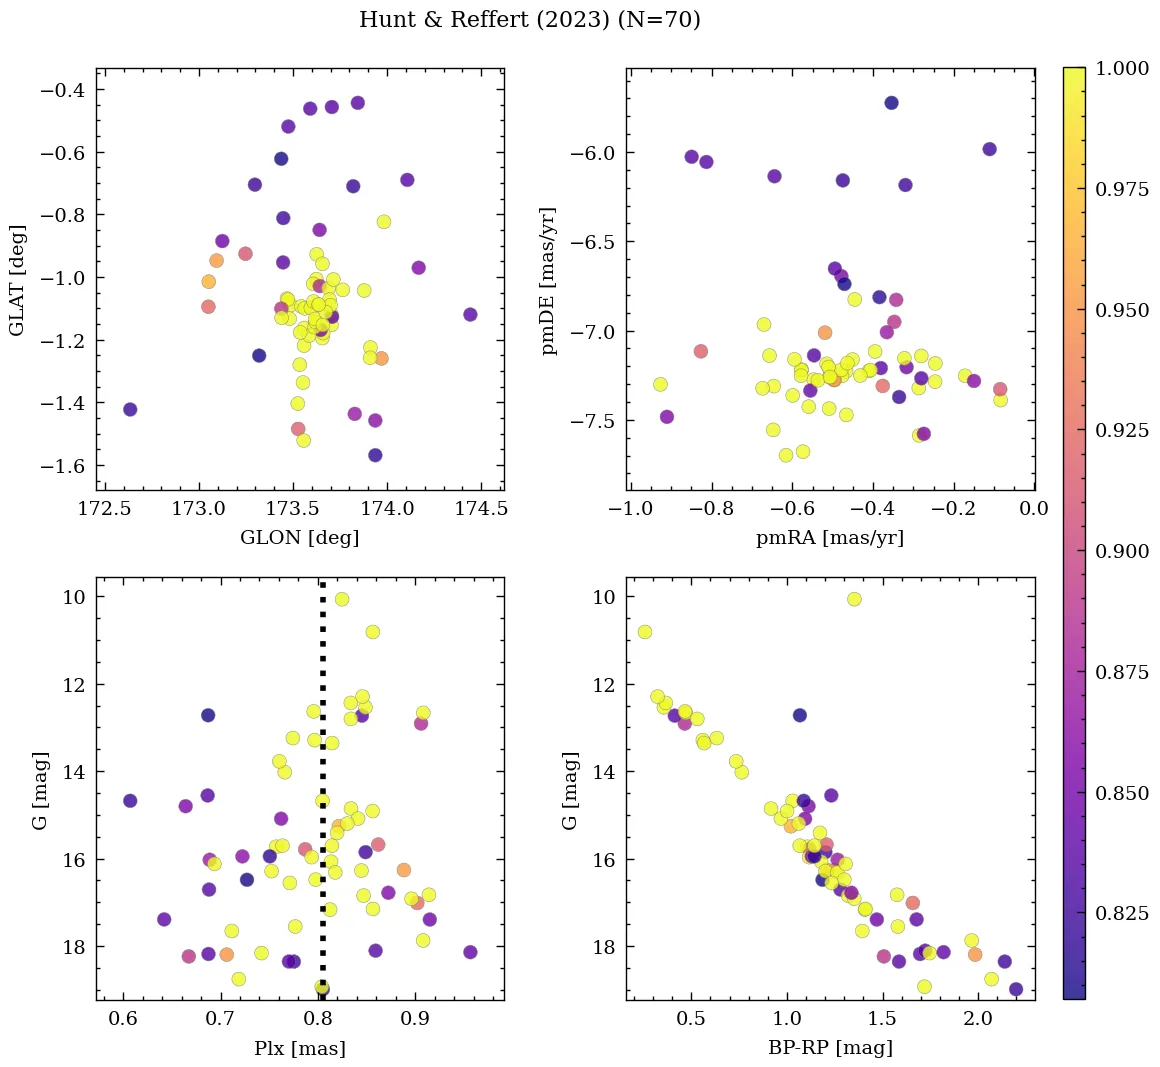 Hunt & Reffert (2023) (N=70)
−0.4
−0.6
−0.8
−1.0
−1.2
−1.4
−1.6
GLAT [deg]
172.5 173.0 173.5 174.0 174.5
GLON [deg]
−6.0
−6.5
−7.0
−7.5
pmDE [mas/yr]
−1.0 −0.8 −0.6 −0.4 −0.2 0.0
pmRA [mas/yr]
10
12
14
16
18
G [mag]
0.6 0.7 0.8 0.9
Plx [mas]
10
12
14
16
18
G [mag]
0.5 1.0 1.5 2.0
BP-RP [mag]
1.000
0.975
0.950
0.925
0.900
0.875
0.850
0.825